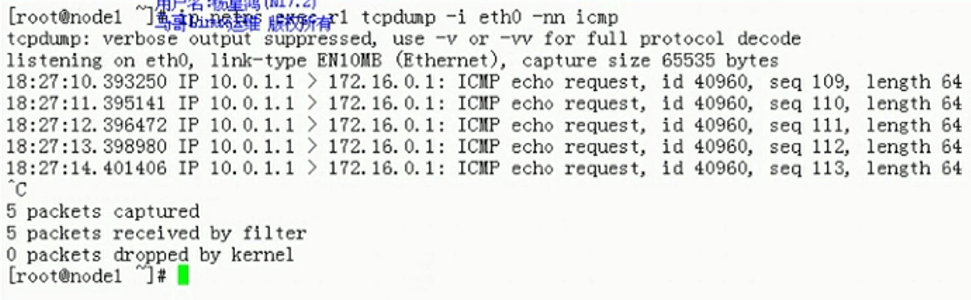 用户名:杨星鸿(N17.2)
马哥Linux运维 版权所有
[root@node1 ~]# ip netns exec r1 tcpdump -i eth0 -nn icmp
tcpdump: verbose output suppressed, use -v or -vv for full protocol decode
listening on eth0, link-type EN10MB (Ethernet), capture size 65535 bytes
18:27:10.393250 IP 10.0.1.1 > 172.16.0.1: ICMP echo request, id 40960, seq 109, length 64
18:27:11.395141 IP 10.0.1.1 > 172.16.0.1: ICMP echo request, id 40960, seq 110, length 64
18:27:12.396472 IP 10.0.1.1 > 172.16.0.1: ICMP echo request, id 40960, seq 111, length 64
18:27:13.398980 IP 10.0.1.1 > 172.16.0.1: ICMP echo request, id 40960, seq 112, length 64
18:27:14.401406 IP 10.0.1.1 > 172.16.0.1: ICMP echo request, id 40960, seq 113, length 64
^C
5 packets captured
5 packets received by filter
0 packets dropped by kernel
[root@node1 ~]#